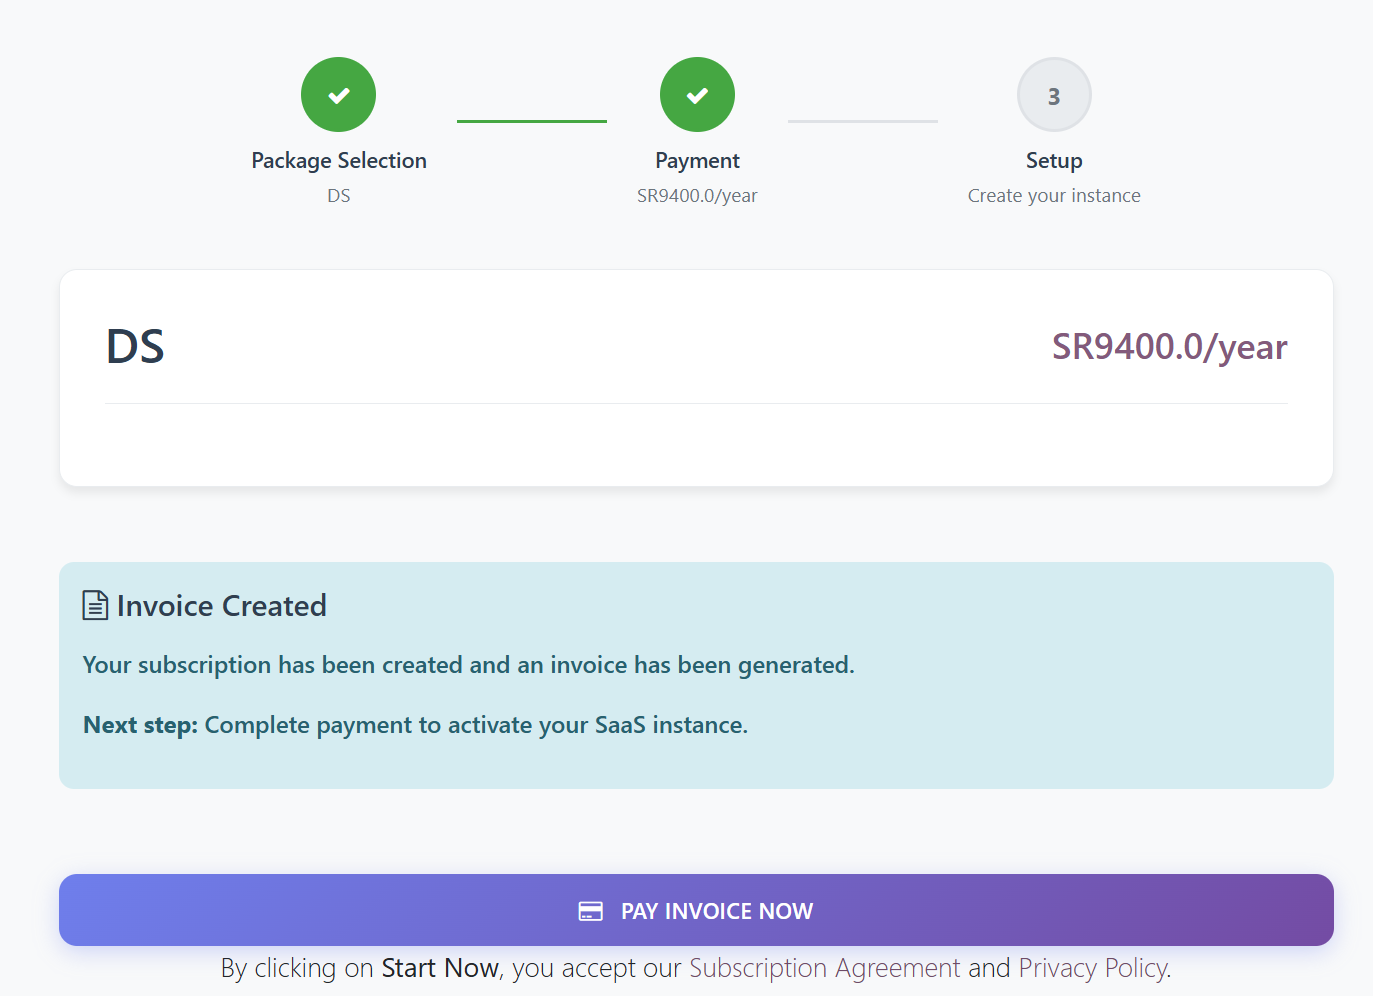 3
Package Selection
Payment
Setup
DS
SR9400.0/year
Create your instance
DS
SR9400.0/year
Invoice Created
Your subscription has been created and an invoice has been generated.
Next step: Complete payment to activate your SaaS instance.
PAY INVOICE NOW
By clicking on Start Now, you accept our Subscription Agreement and Privacy Policy.